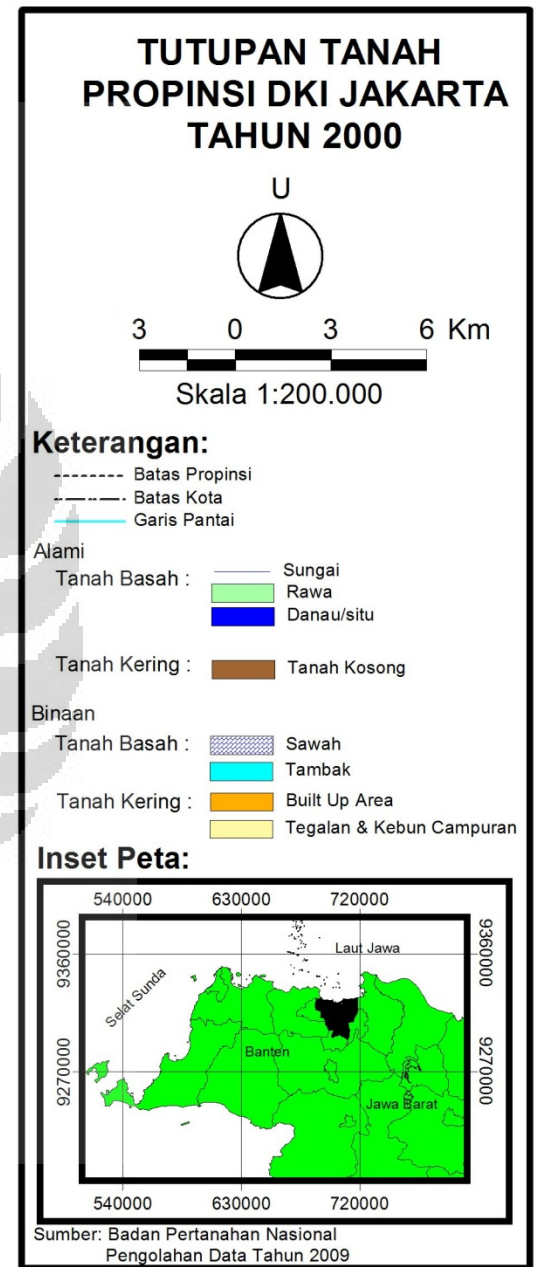 TUTUPAN TANAH
PROPINSI DKI JAKARTA
TAHUN 2000
U
3 0 3 6 Km
Skala 1:200.000
Keterangan:
Batas Propinsi
Batas Kota
Garis Pantai
Alami
Tanah Basah : Sungai
Rawa
Danau/situ
Tanah Kering : Tanah Kosong
Binaan
Tanah Basah : Sawah
Tambak
Tanah Kering : Built Up Area
Tegalan & Kebun Campuran
Inset Peta:
540000 630000 720000
9360000 9360000
Laut Jawa
Selat Sunda
Banten
9270000 9270000
Jawa Barat
540000 630000 720000
Sumber: Badan Pertanahan Nasional
Pengolahan Data Tahun 2009